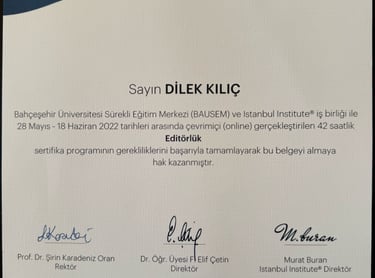 Sayın DİLEK KILIÇ
Bahçeşehir Üniversitesi Sürekli Eğitim Merkezi (BAUSEM) ve Istanbul Institute® iş birliği ile
28 Mayıs - 18 Haziran 2022 tarihleri arasında çevrimiçi (online) gerçekleştirilen 42 saatlik
Editörlük
sertifika programının gerekliliklerini başarıyla tamamlayarak bu belgeyi almaya
hak kazanmıştır.
M.Buran
Prof. Dr. Şirin Karadeniz Oran
Rektör
Dr. Öğr. Üyesi F. Elif Çetin
Direktör
Murat Buran
Istanbul Institute® Direktör